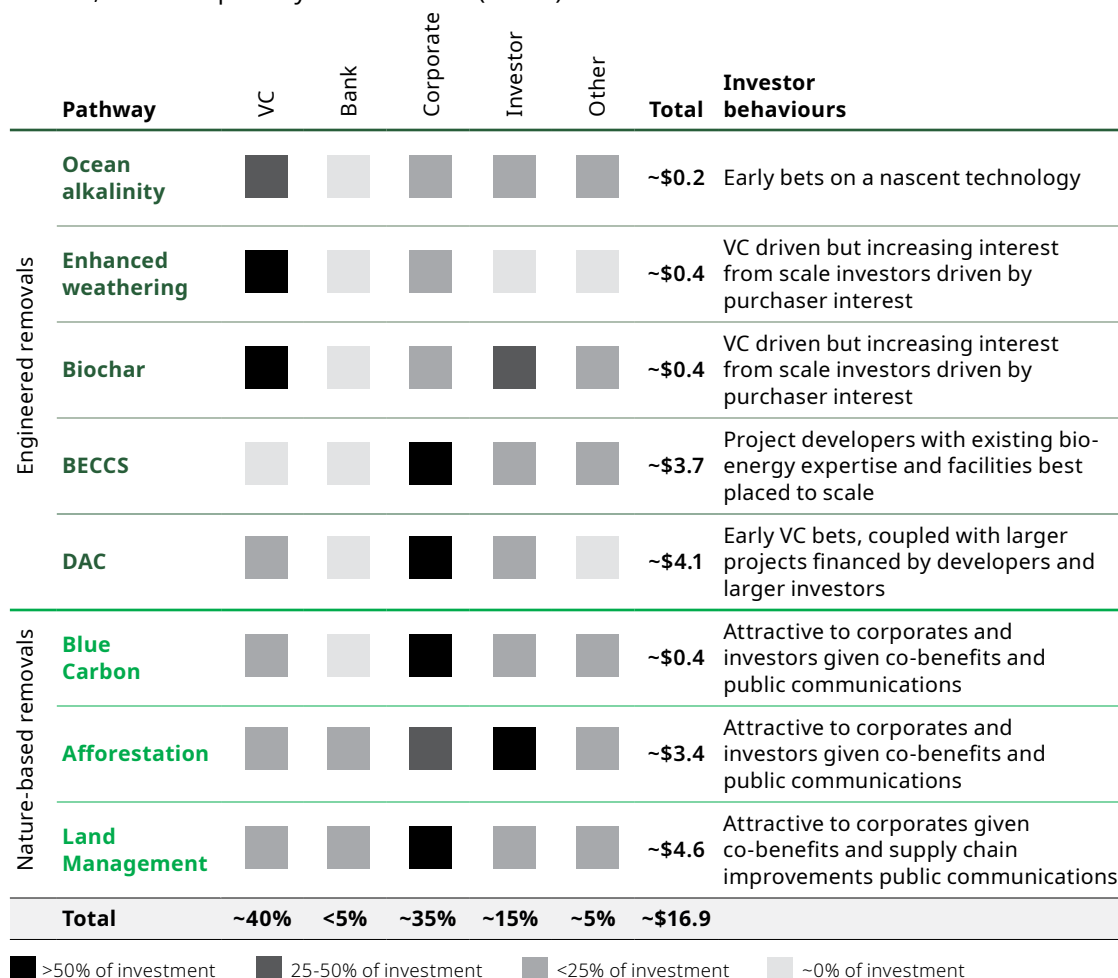 Pathway VC Bank Corporate Investor Other Total Investor
behaviours
Engineered removals
Ocean
alkalinity
~$0.2
Early bets on a nascent technology
Enhanced
weathering
~$0.4
VC driven but increasing interest
from scale investors driven by
purchaser interest
Biochar
~$0.4
VC driven but increasing interest
from scale investors driven by
purchaser interest
BECCS
~$3.7
Project developers with existing bio-
energy expertise and facilities best
placed to scale
DAC
~$4.1
Early VC bets, coupled with larger
projects financed by developers and
larger investors
Nature-based removals
Blue
Carbon
~$0.4
Attractive to corporates and
investors given co-benefits and
public communications
Afforestation
~$3.4
Attractive to corporates and
investors given co-benefits and
public communications
Land
Management
~$4.6
Attractive to corporates given
co-benefits and supply chain
improvements public communications
Total ~40% <5% ~35% ~15% ~5% ~$16.9
>50% of investment 25-50% of investment <25% of investment ~0% of investment